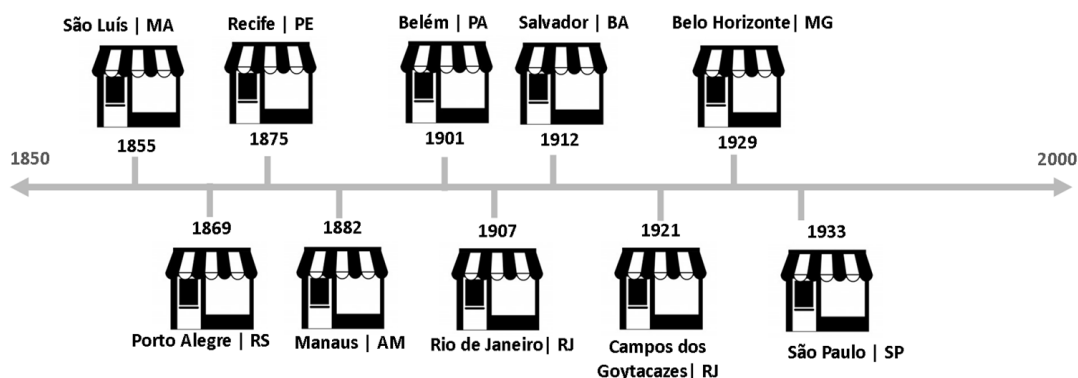 São Luís | MA
Recife | PE
Belém | PA
Salvador | BA
Belo Horizonte| MG
1855
1875
1901
1912
1929
1850
2000
1869
1882
1907
1921
1933
Porto Alegre | RS
Manaus | AM
Rio de Janeiro| RJ
Campos dos
Goytacazes| RJ
São Paulo | SP